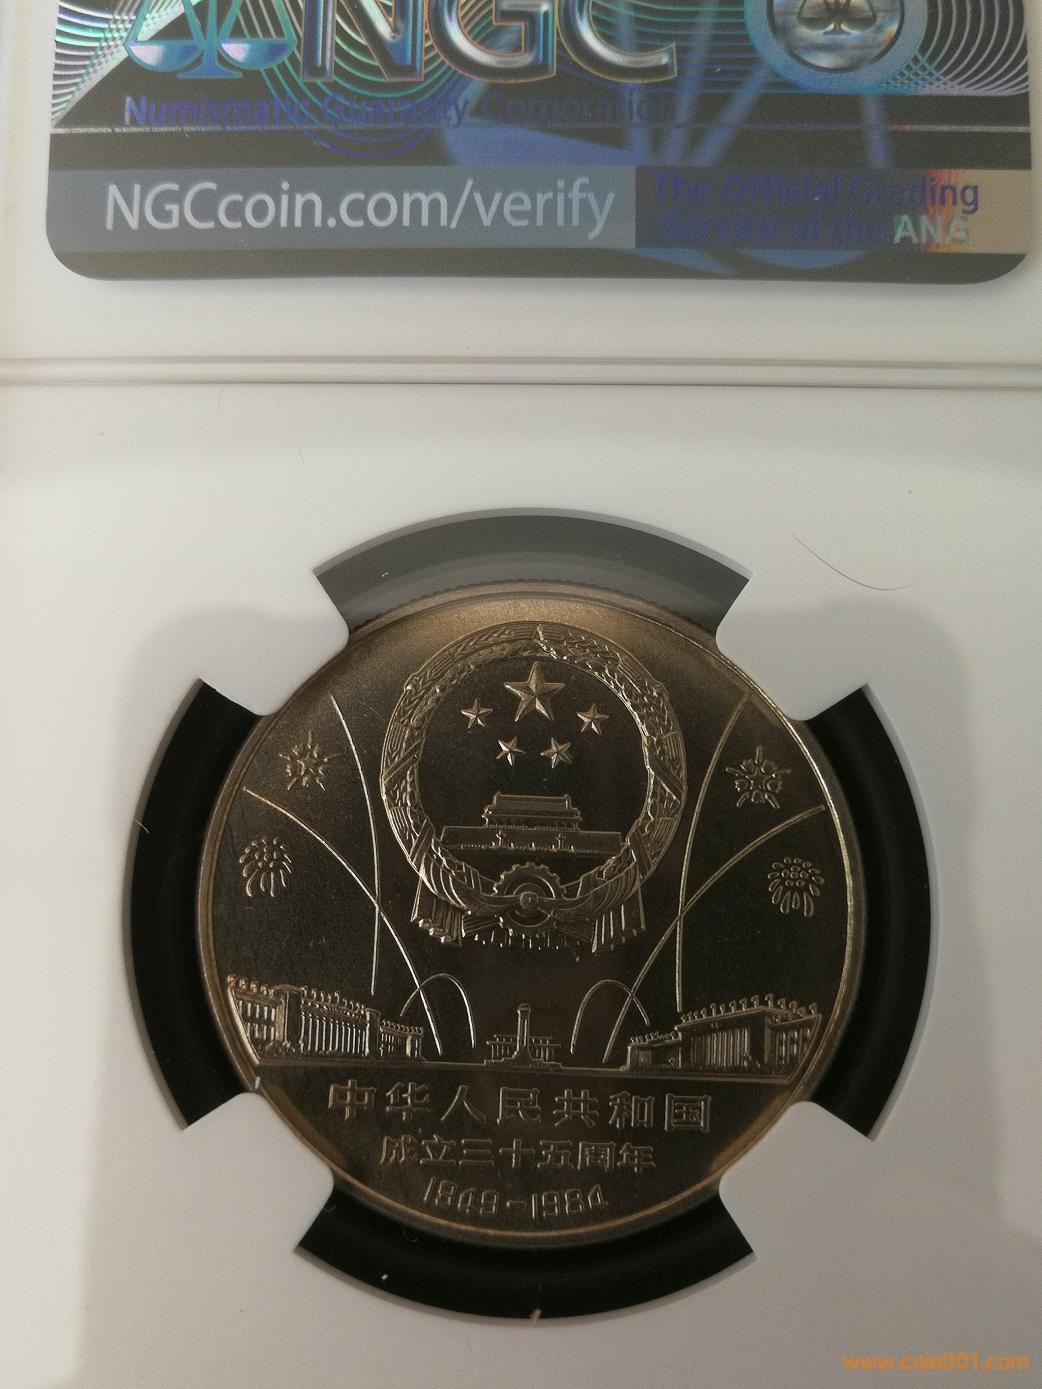 NGC
Numismatic Guaranty Corporation
NGCcoin.com/verify
The Official Grading
Service of the ANG
中华人民共和国
成立三十五周年
1949-1984
www.coin001.com